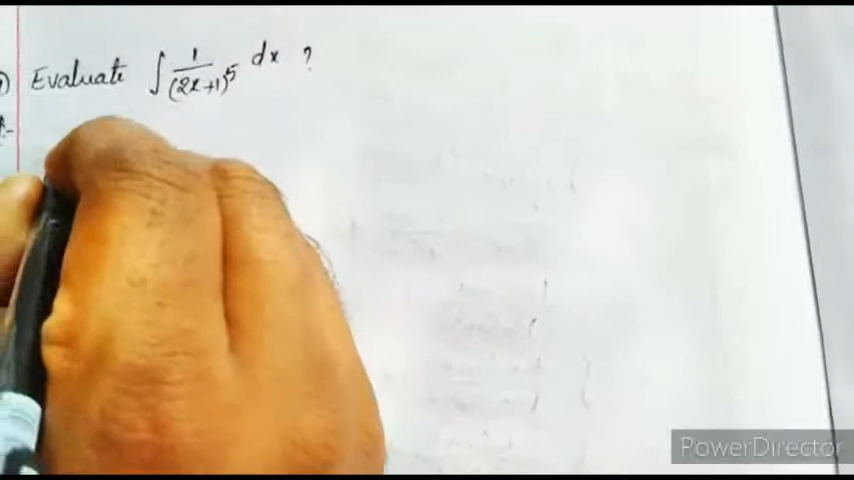 Evaluate ∫ 1/(2x+1)^5 dx ?
PowerDirector